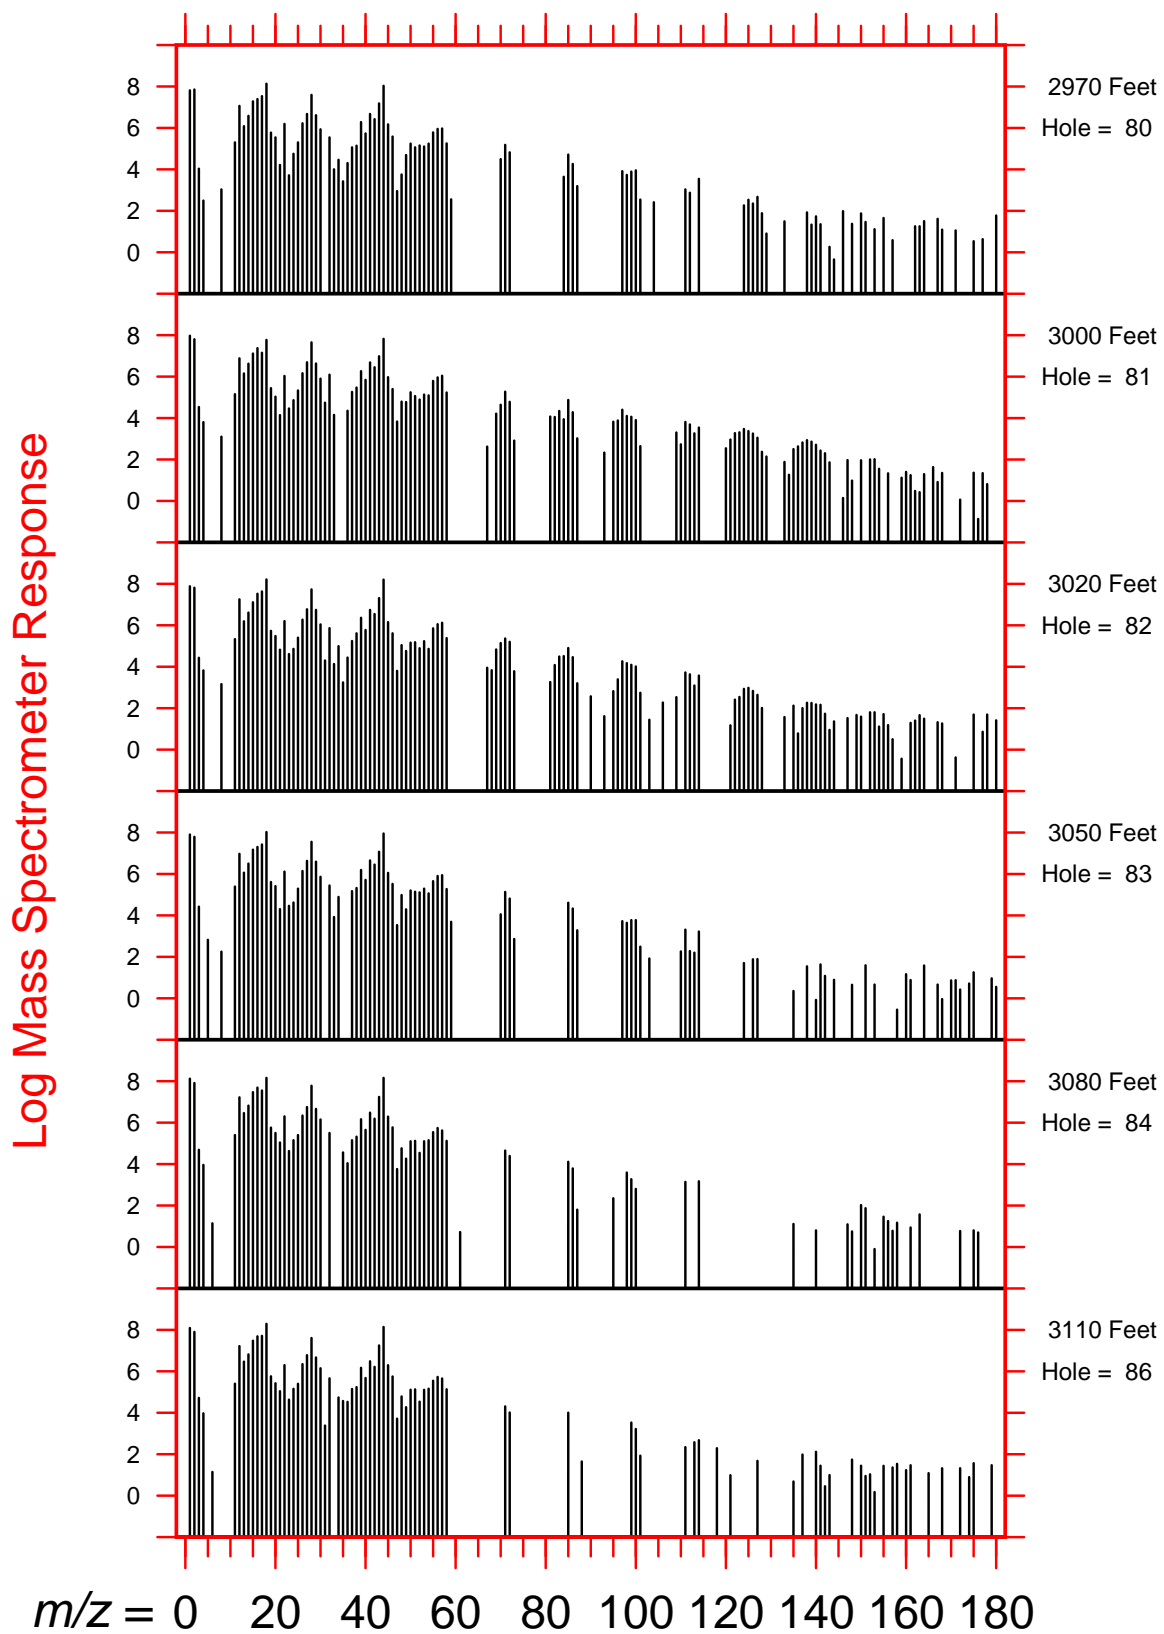 Log Mass Spectrometer Response
8
6
4
2
0
2970 Feet
Hole = 80
8
6
4
2
0
3000 Feet
Hole = 81
8
6
4
2
0
3020 Feet
Hole = 82
8
6
4
2
0
3050 Feet
Hole = 83
8
6
4
2
0
3080 Feet
Hole = 84
8
6
4
2
0
3110 Feet
Hole = 86
m/z = 0 20 40 60 80 100 120 140 160 180